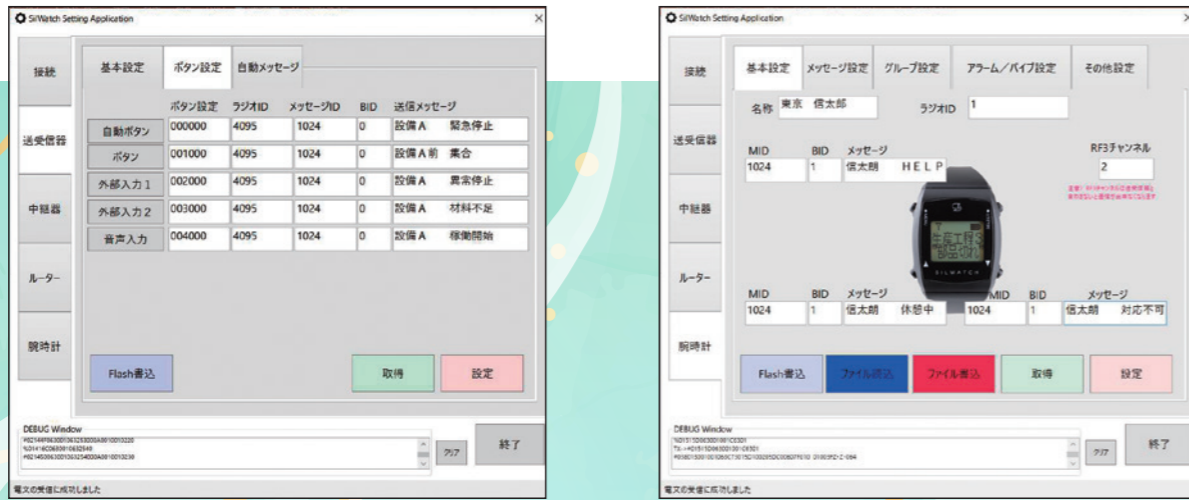 SilWatch Setting Application
接続
送受信器
中継器
ルーター
腕時計
基本設定 ボタン設定 自動メッセージ
ボタン設定 ラジオID メッセージID BID 送信メッセージ
自動ボタン 000000 4095 1024 0 設備A 緊急停止
ボタン 001000 4095 1024 0 設備A前 集合
外部入力1 002000 4095 1024 0 設備A 異常停止
外部入力2 003000 4095 1024 0 設備A 材料不足
音声入力 004000 4095 1024 0 設備A 稼働開始
Flash書込 取得 設定
DEBUG Window
クリア 終了
電文の受信に成功しました
SilWatch Setting Application
接続
送受信器
中継器
ルーター
腕時計
基本設定 メッセージ設定 グループ設定 アラーム/バイブ設定 その他設定
名称 東京 信太郎 ラジオID 1
MID BID メッセージ
1024 1 信太朗 HELP
RF3チャンネル
2
SILWATCH
MID BID メッセージ
1024 1 信太朗 休憩中
MID BID メッセージ
1024 1 信太朗 対応不可
Flash書込 ファイル読込 ファイル書込 取得 設定
DEBUG Window
クリア 終了
電文の受信に成功しました